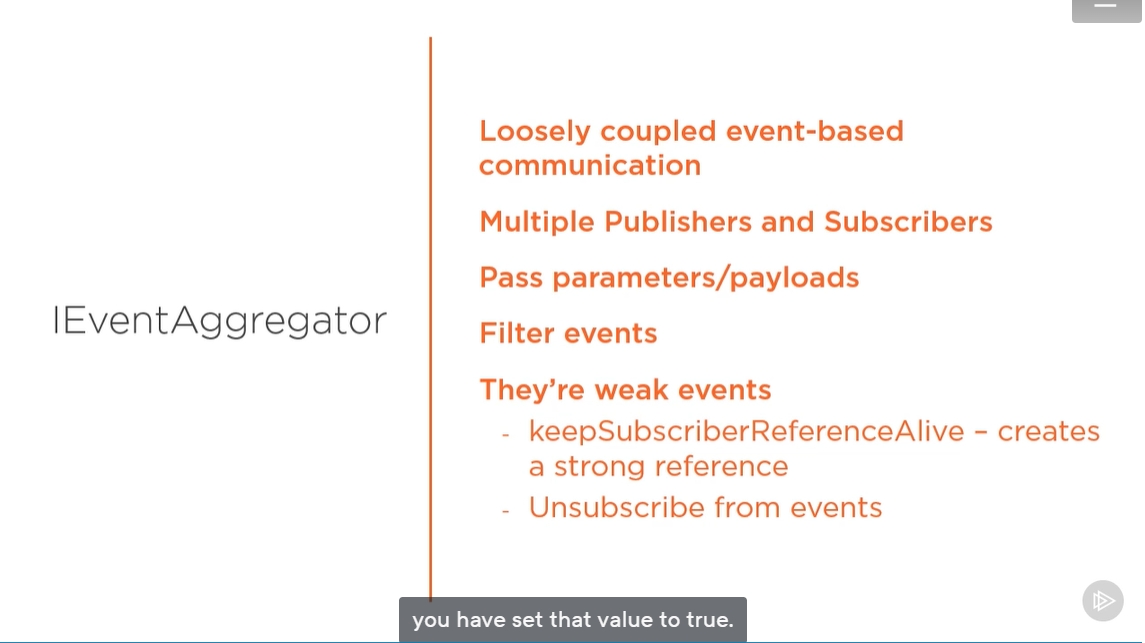 IEventAggregator
Loosely coupled event-based
communication
Multiple Publishers and Subscribers
Pass parameters/payloads
Filter events
They’re weak events
- keepSubscriberReferenceAlive – creates
a strong reference
- Unsubscribe from events
you have set that value to true.